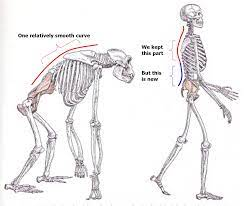 One relatively smooth curve
We kept
this part
But this
is new